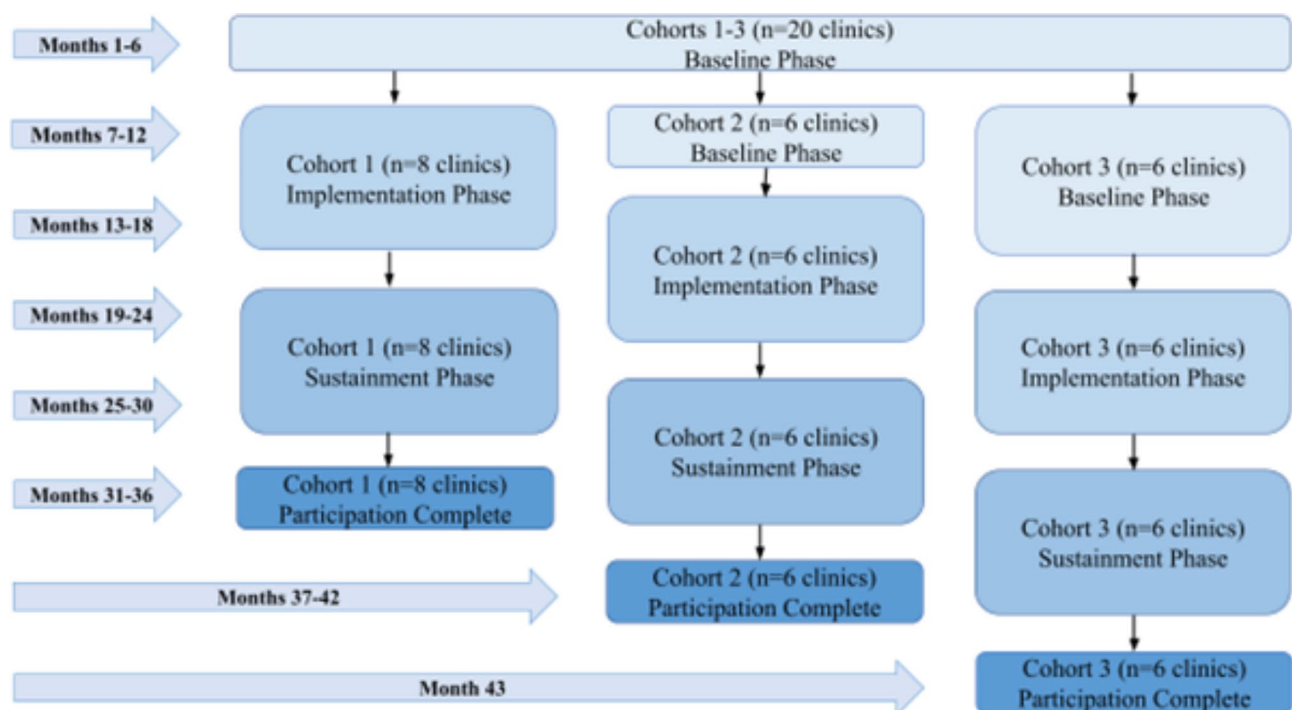 Months 1-6
Cohorts 1-3 (n=20 clinics)
Baseline Phase
Months 7-12
Cohort 1 (n=8 clinics)
Implementation Phase
Cohort 2 (n=6 clinics)
Baseline Phase
Cohort 3 (n=6 clinics)
Baseline Phase
Months 13-18
Cohort 2 (n=6 clinics)
Implementation Phase
Months 19-24
Cohort 1 (n=8 clinics)
Sustainment Phase
Cohort 3 (n=6 clinics)
Implementation Phase
Months 25-30
Cohort 2 (n=6 clinics)
Sustainment Phase
Months 31-36
Cohort 1 (n=8 clinics)
Participation Complete
Cohort 3 (n=6 clinics)
Sustainment Phase
Months 37-42
Cohort 2 (n=6 clinics)
Participation Complete
Month 43
Cohort 3 (n=6 clinics)
Participation Complete